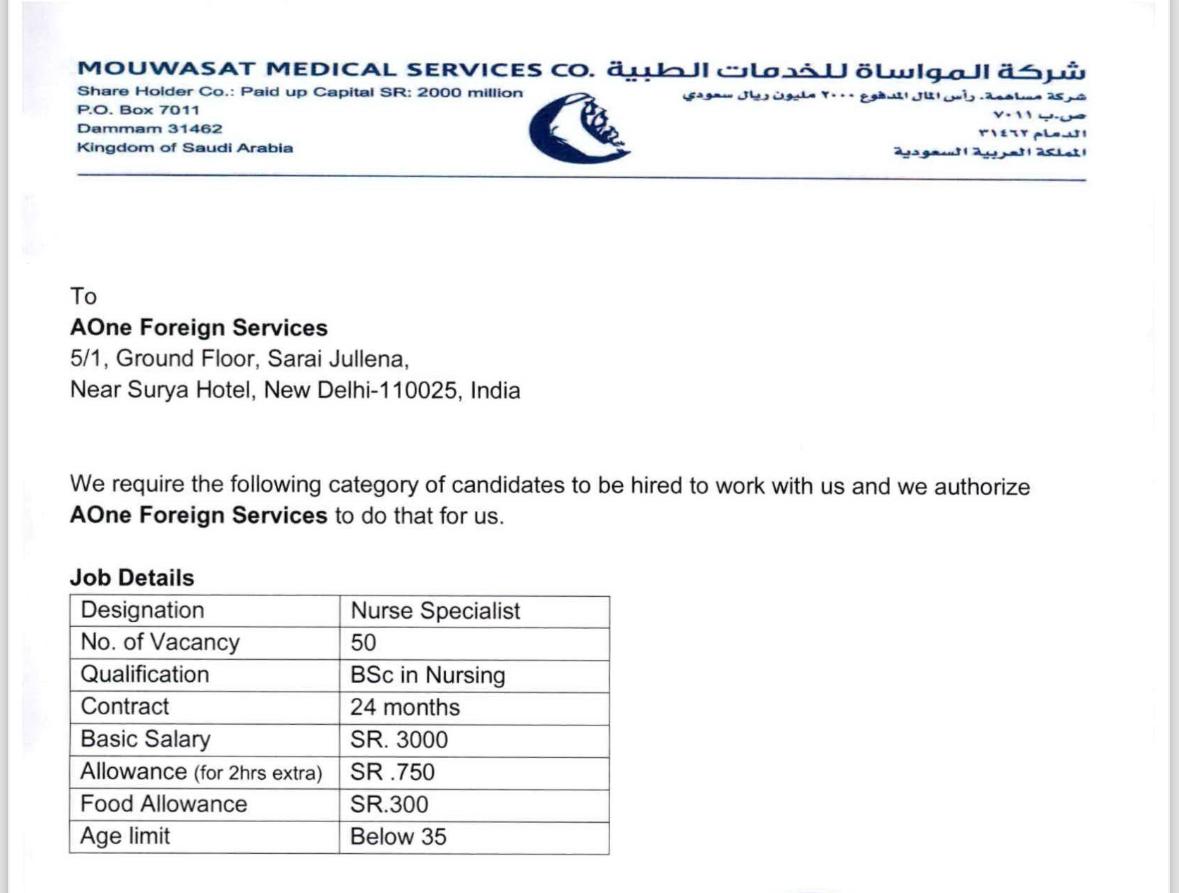 MOUWASAT MEDICAL SERVICES CO. شركة المواساة للخدمات الطبية
Share Holder Co.: Paid up Capital SR: 2000 million
P.O. Box 7011
Dammam 31462
Kingdom of Saudi Arabia
شركة مساهمة. رأس المال المدفوع ٢٠٠٠ مليون ريال سعودي
ص.ب ٧٠١١
الدمام ٣١٤٦٢
المملكة العربية السعودية
To
AOne Foreign Services
5/1, Ground Floor, Sarai Jullena,
Near Surya Hotel, New Delhi-110025, India
We require the following category of candidates to be hired to work with us and we authorize
AOne Foreign Services to do that for us.
Job Details
Designation Nurse Specialist
No. of Vacancy 50
Qualification BSc in Nursing
Contract 24 months
Basic Salary SR. 3000
Allowance (for 2hrs extra) SR .750
Food Allowance SR.300
Age limit Below 35